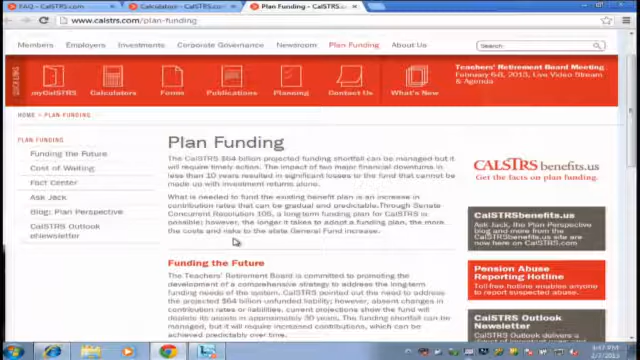 FAQ - CalSTRS.com
Calculators - CalSTRS.com
Plan Funding - CalSTRS.c...
www.calstrs.com/plan-funding
Members Employers Investments Corporate Governance Newsroom Plan Funding About Us
Search
myCalSTRS Calculators Forms Publications Planning Contact Us What's New
Teachers' Retirement Board Meeting
February 6-8, 2013, Live Video Stream
& Agenda
HOME > PLAN FUNDING
PLAN FUNDING
Funding the Future
Cost of Waiting
Fact Center
Ask Jack
Blog: Plan Perspective
CalSTRS Outlook
eNewsletter
Plan Funding
The CalSTRS $64 billion projected funding shortfall can be managed but it
will require timely action. The impact of two major financial downturns in
less than 10 years resulted in significant losses to the fund that cannot be
made up with investment returns alone.
What is needed to fund the existing benefit plan is an increase in
contribution rates that can be gradual and predictable.Through Senate
Concurrent Resolution 105, a long-term funding plan for CalSTRS is
possible; however, the longer it takes to adopt a funding plan, the more
the costs and risks to the state General Fund increase.
Funding the Future
The Teachers' Retirement Board is committed to promoting the
development of a comprehensive strategy to address the long-term
funding needs of the system. CalSTRS pointed out the need to address
the projected $64 billion unfunded liability; however, absent changes in
contribution rates or liabilities, current projections show the fund will
deplete its assets in approximately 30 years. The funding shortfall can be
managed, but it will require increased contributions, which can be
achieved predictably over
CALSTRS benefits.us
Get the facts on plan funding.
CalSTRSbenefits.us
Ask Jack, the Plan Perspective
blog and more from the
CalSTRSbenefits.us site are
now here on CalSTRS.com
Pension Abuse
Reporting Hotline
Toll-free hotline enables anyone
to report suspected abuse.
CalSTRS Outlook
Newsletter
CalSTRS Outlook delivers a
4:47 PM
2/7/2013